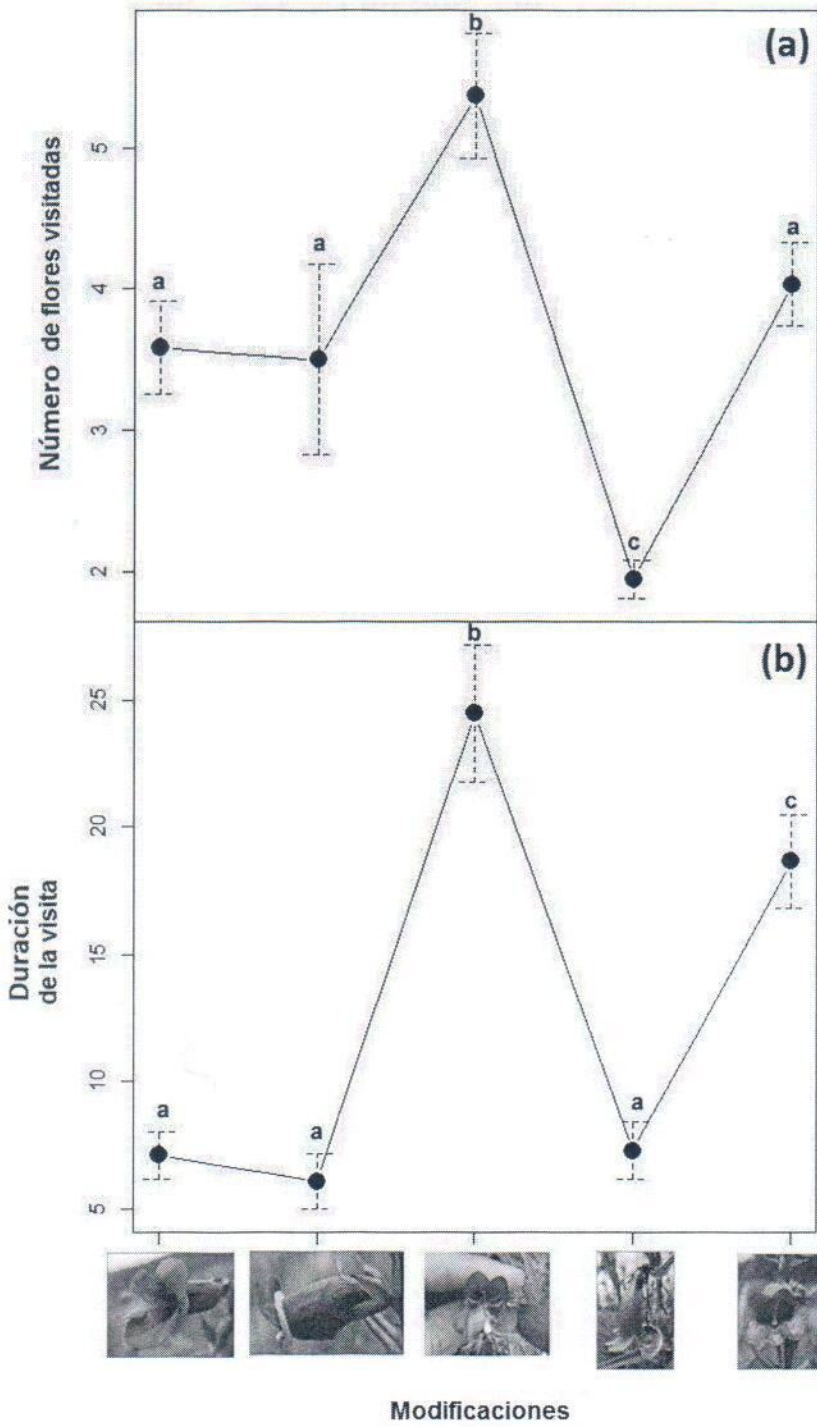 (a)
Número de flores visitadas
5
4
3
2
a
a
b
c
a
(b)
Duración
de la visita
25
20
15
10
5
a
a
b
a
c
Modificaciones